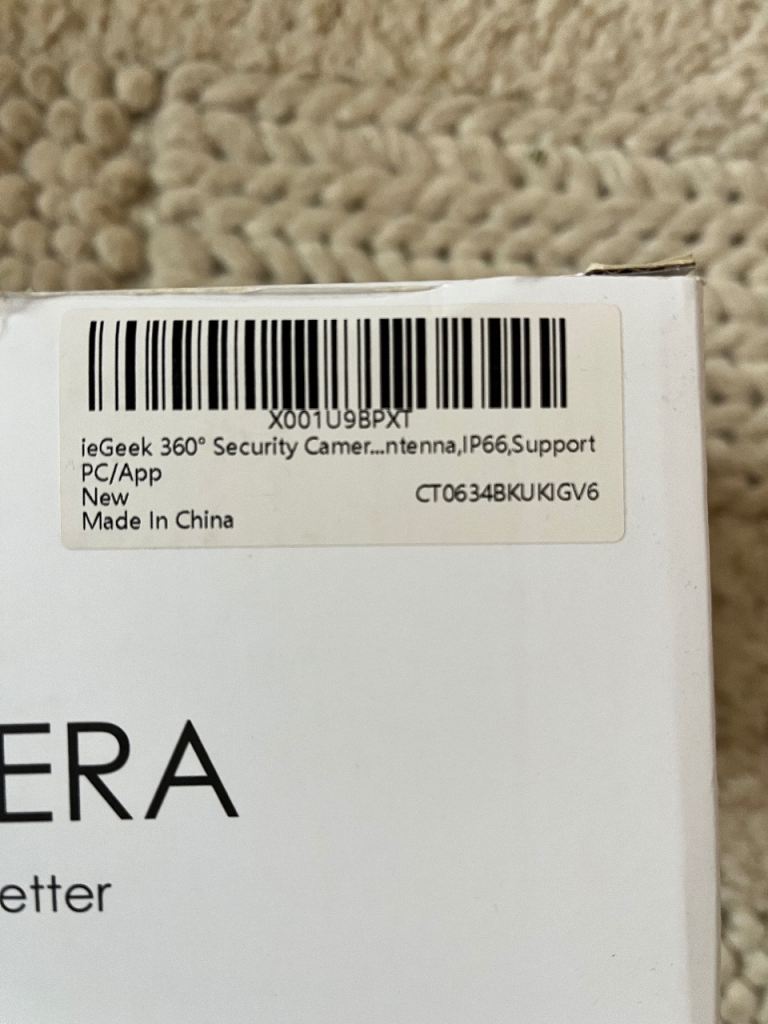 X001U9BPXT
ieGeek 360° Security Camer...ntenna,IP66,Support
PC/App
New CT0634BKUKIGV6
Made In China
ERA
etter